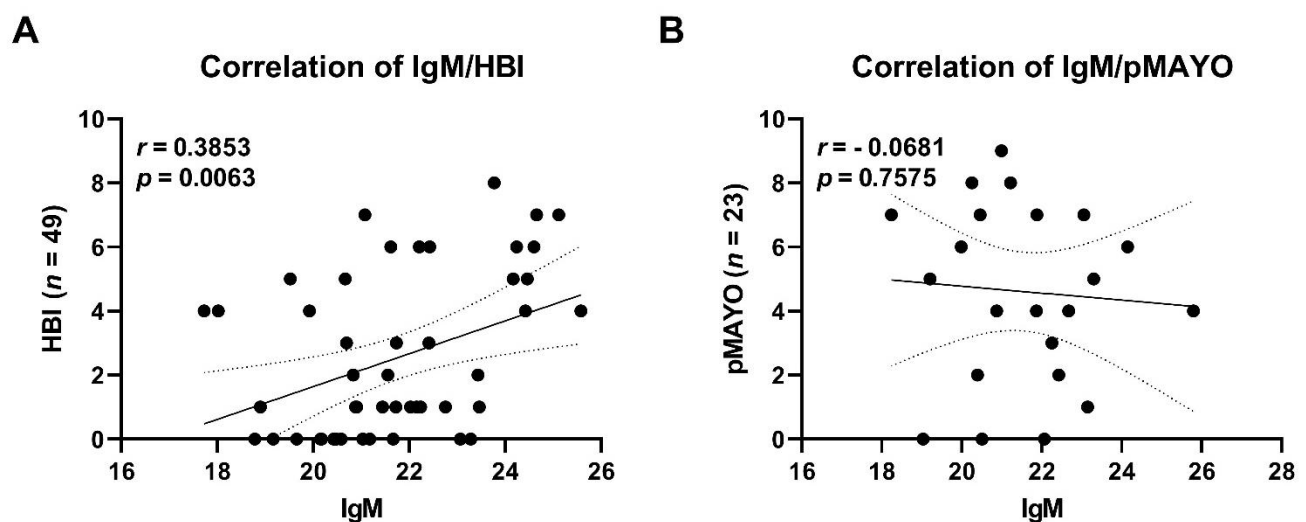 A
Correlation of IgM/HBI
r = 0.3853
p = 0.0063
HBI (n = 49)
10
8
6
4
2
0
16 18 20 22 24 26
IgM
B
Correlation of IgM/pMAYO
r = - 0.0681
p = 0.7575
pMAYO (n = 23)
10
8
6
4
2
0
16 18 20 22 24 26 28
IgM